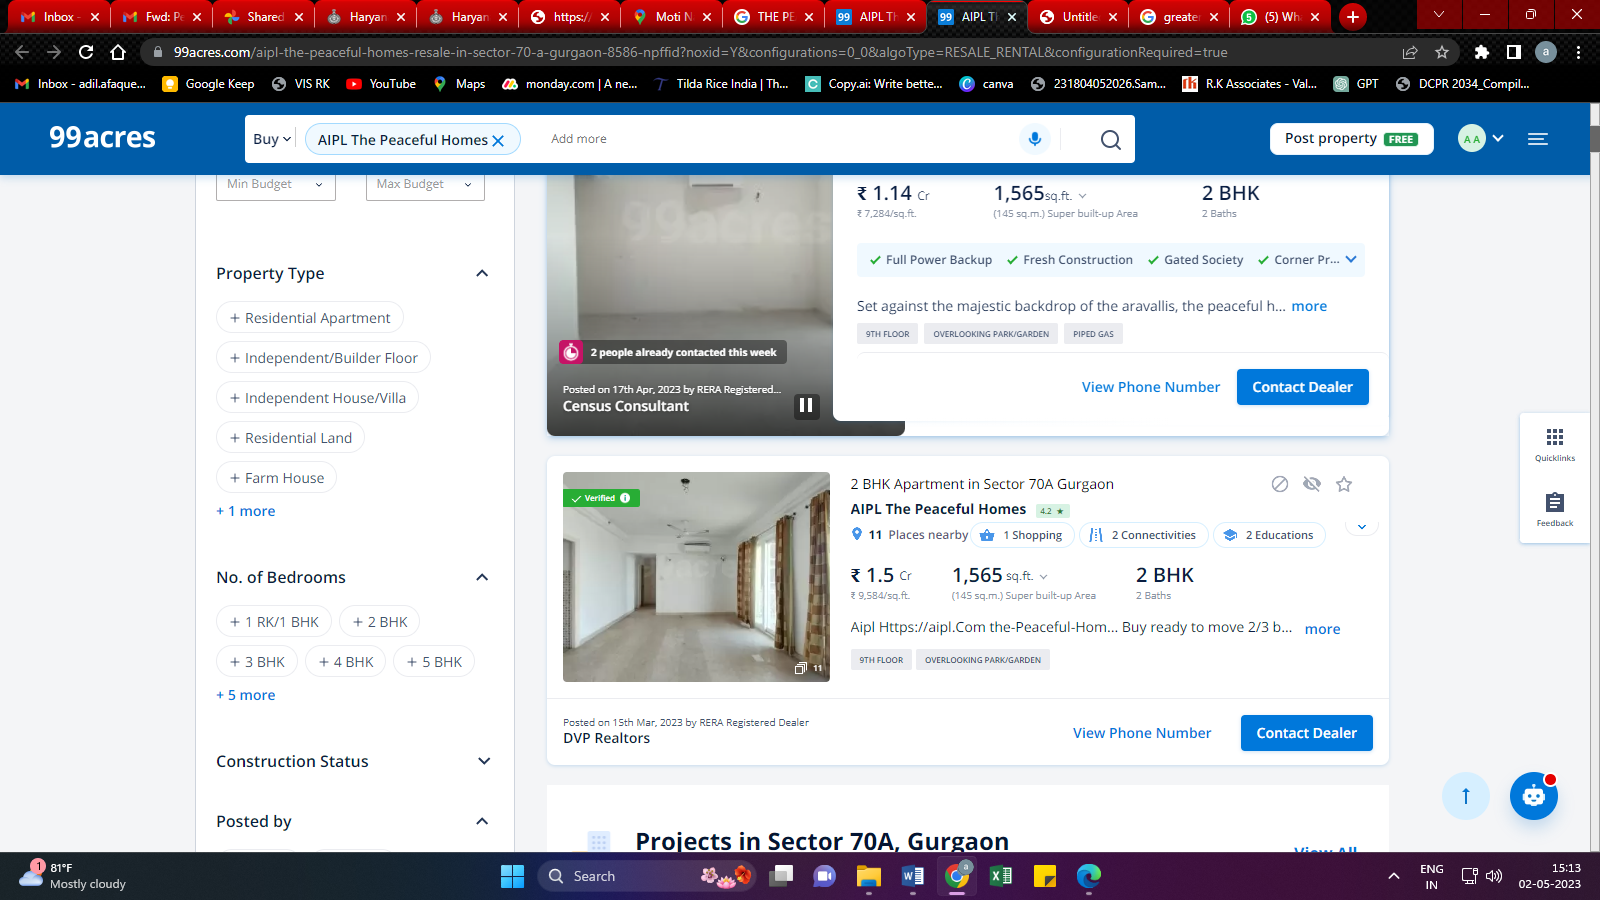 Inbox -
Fwd: Pe
Shared
Haryan
Haryan
https:/
Moti N
THE PE
AIPL Th
AIPL Th
Untitle
greater
(5) Wha
99acres.com/aipl-the-peaceful-homes-resale-in-sector-70-a-gurgaon-8586-npffid?noxid=Y&configurations=0_0&algoType=RESALE_RENTAL&configurationRequired=true
a
Inbox - adil.afaque...
Google Keep
VIS RK
YouTube
Maps
monday.com | A ne...
Tilda Rice India | Th...
Copy.ai: Write bette...
canva
231804052026.Sam...
R.K Associates - Val...
GPT
DCPR 2034_Compil...
99acres
Buy
AIPL The Peaceful Homes
Add more
Post property FREE
A A
Min Budget
Max Budget
Property Type
+ Residential Apartment
+ Independent/Builder Floor
+ Independent House/Villa
+ Residential Land
+ Farm House
+ 1 more
No. of Bedrooms
+ 1 RK/1 BHK
+ 2 BHK
+ 3 BHK
+ 4 BHK
+ 5 BHK
+ 5 more
Construction Status
Posted by
99acres
2 people already contacted this week
Posted on 17th Apr, 2023 by RERA Registered...
Census Consultant
₹ 1.14 Cr
₹ 7,284/sq.ft.
1,565sq.ft.
(145 sq.m.) Super built-up Area
2 BHK
2 Baths
Full Power Backup
Fresh Construction
Gated Society
Corner Pr...
Set against the majestic backdrop of the aravallis, the peaceful h... more
9TH FLOOR
OVERLOOKING PARK/GARDEN
PIPED GAS
View Phone Number
Contact Dealer
Verified
11
2 BHK Apartment in Sector 70A Gurgaon
AIPL The Peaceful Homes 4.2 ★
11 Places nearby
1 Shopping
2 Connectivities
2 Educations
₹ 1.5 Cr
₹ 9,584/sq.ft.
1,565 sq.ft.
(145 sq.m.) Super built-up Area
2 BHK
2 Baths
Aipl Https://aipl.Com the-Peaceful-Hom... Buy ready to move 2/3 b... more
9TH FLOOR
OVERLOOKING PARK/GARDEN
Posted on 15th Mar, 2023 by RERA Registered Dealer
DVP Realtors
View Phone Number
Contact Dealer
Projects in Sector 70A, Gurgaon
View All
Quicklinks
Feedback
1
81°F
Mostly cloudy
Search
ENG
IN
15:13
02-05-2023